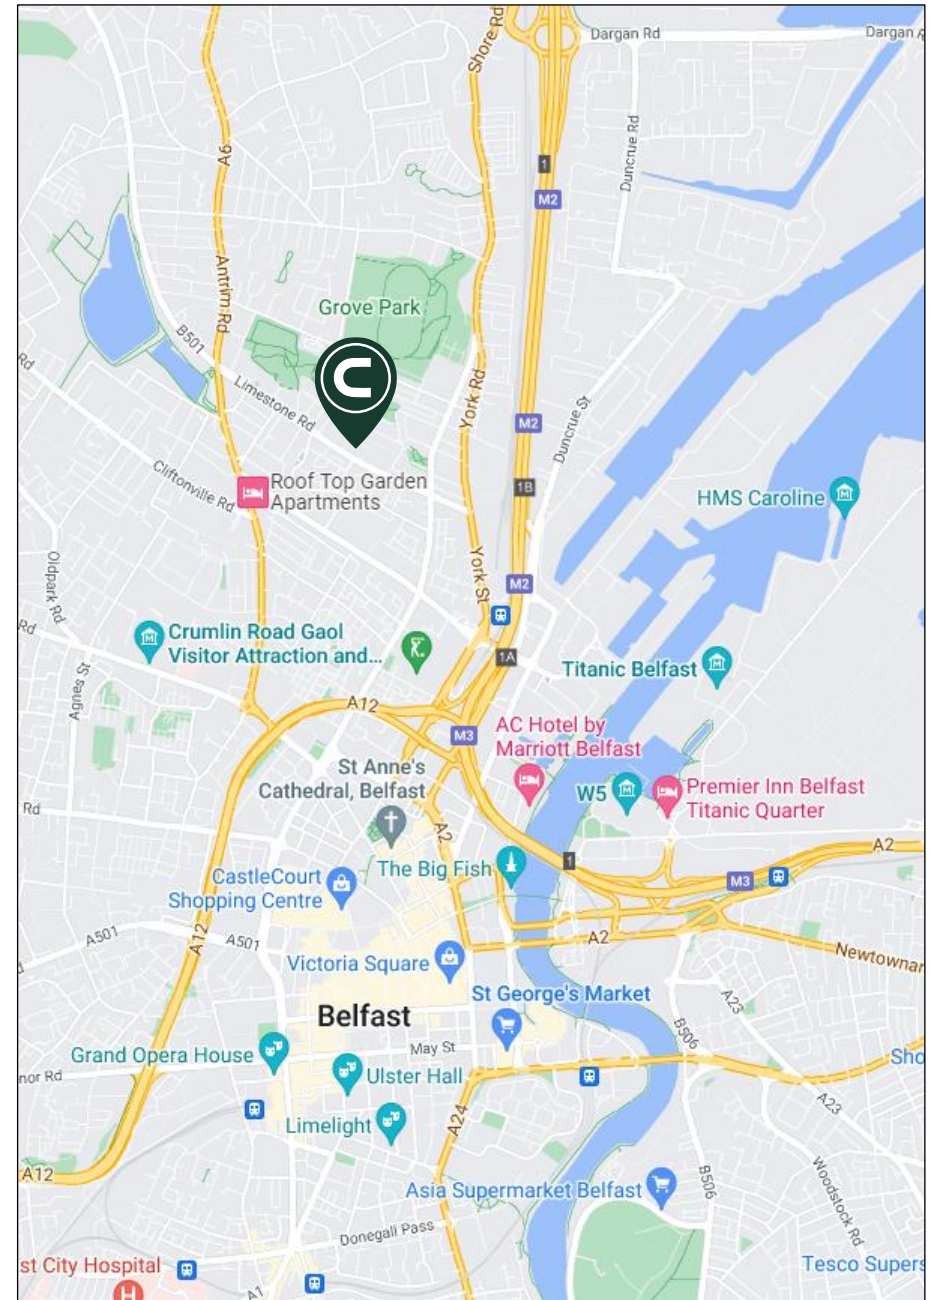 Shore Rd
Dargan Rd
Dargan
Duncrue Rd
A6
1
M2
Antrim Rd
Grove Park
B501
Rd
Limestone Rd
York Rd
M2
Duncrue St
Cliftonville Rd
Roof Top Garden
Apartments
1B
HMS Caroline
Oldpark Rd
York St
M2
Rd
Crumlin Road Gaol
Visitor Attraction and...
1A
Titanic Belfast
Agnes St
A12
M3
AC Hotel by
Marriott Belfast
St Anne's
Cathedral, Belfast
W5
Premier Inn Belfast
Titanic Quarter
Rd
A2
A2
The Big Fish
1
M3
CastleCourt
Shopping Centre
A501
A12
A501
A2
Newtownar
Victoria Square
A23
St George's Market
Belfast
B506
May St
Grand Opera House
Sho
nor Rd
Ulster Hall
A23
Limelight
A24
A12
Asia Supermarket Belfast
B506
Woodstock Rd
Donegall Pass
st City Hospital
H
A1
Tesco Supers